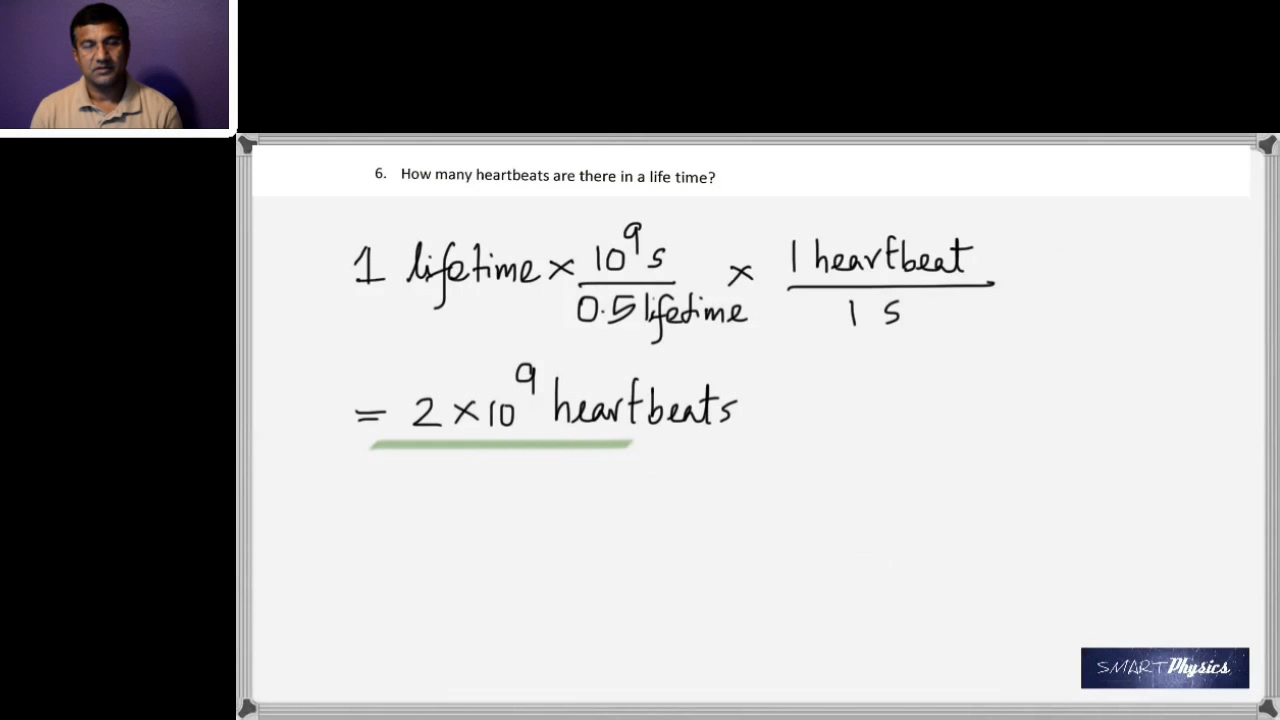 6. How many heartbeats are there in a life time?
1 lifetime × 10⁹ s / 0.5 lifetime × 1 heartbeat / 1 s
= 2 × 10⁹ heartbeats
SMARTPhysics